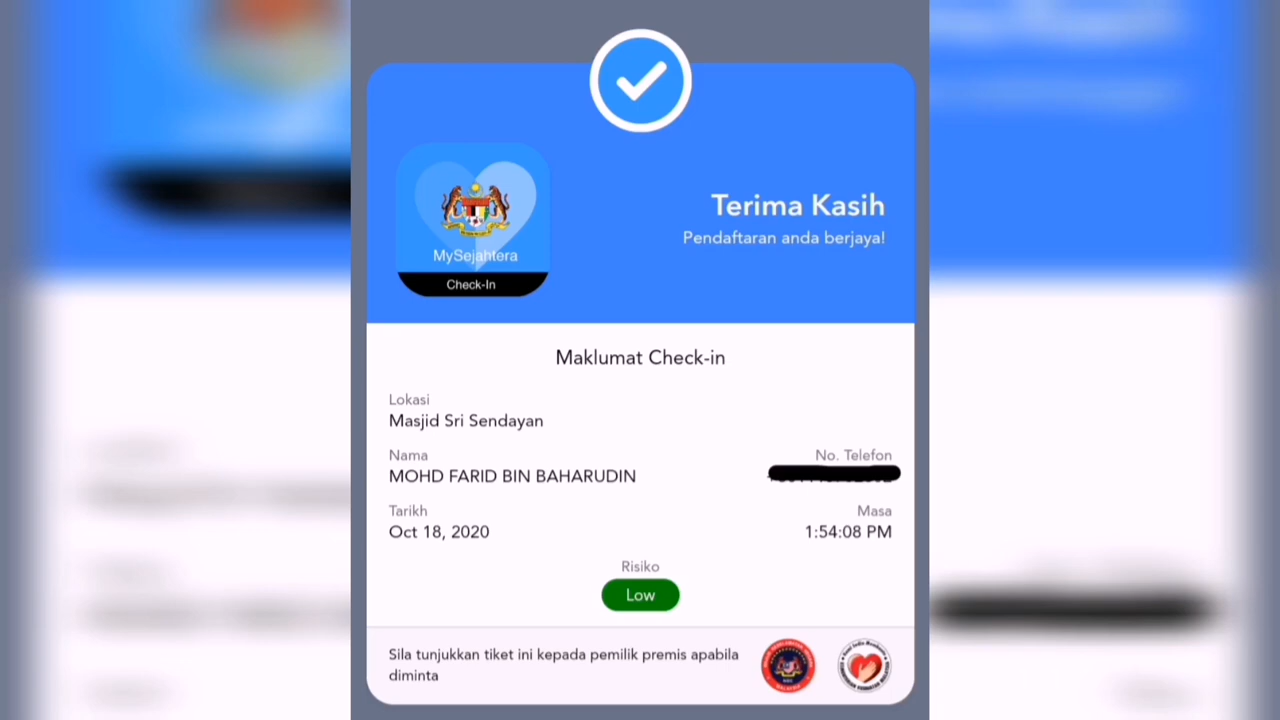 MySejahtera
Check-In
Terima Kasih
Pendaftaran anda berjaya!
Maklumat Check-in
Lokasi
Masjid Sri Sendayan
Nama
No. Telefon
MOHD FARID BIN BAHARUDIN
Tarikh
Masa
Oct 18, 2020
1:54:08 PM
Risiko
Low
Sila tunjukkan tiket ini kepada pemilik premis apabila
diminta